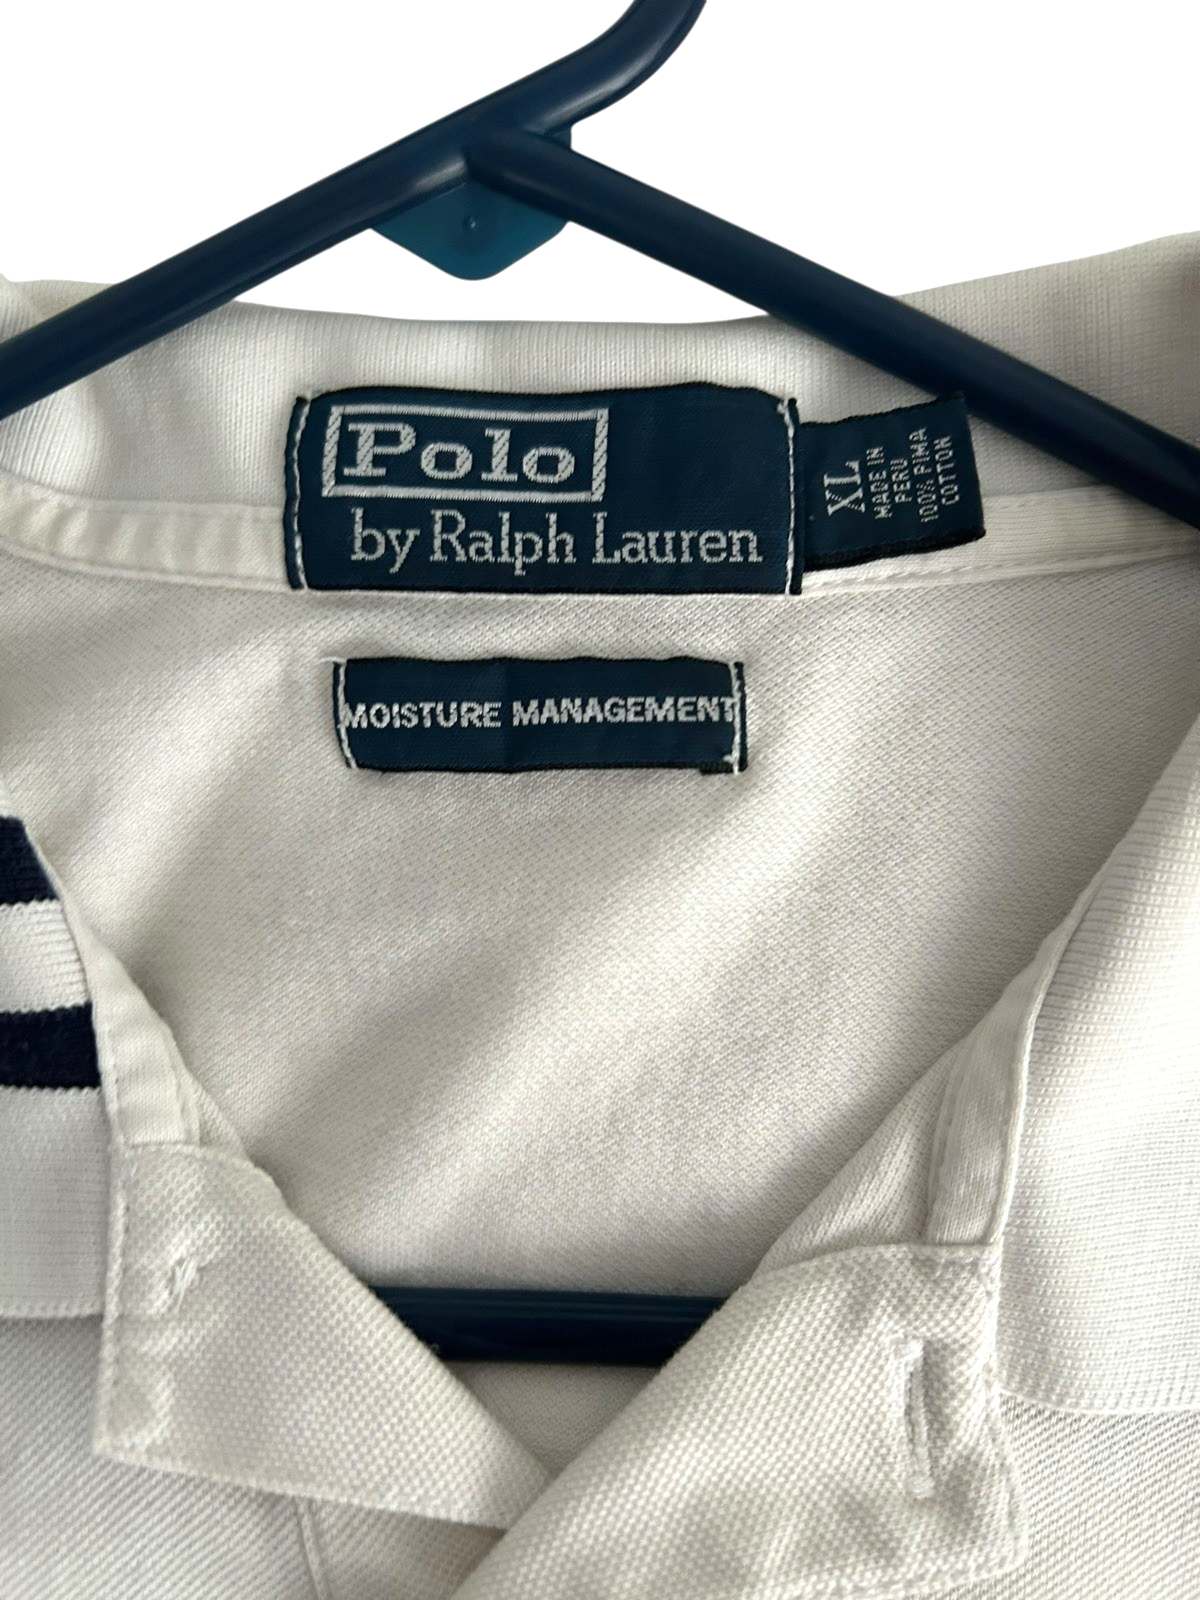 Polo
by Ralph Lauren
XL
MADE IN
PERU
100% PIMA
COTTON
MOISTURE MANAGEMENT